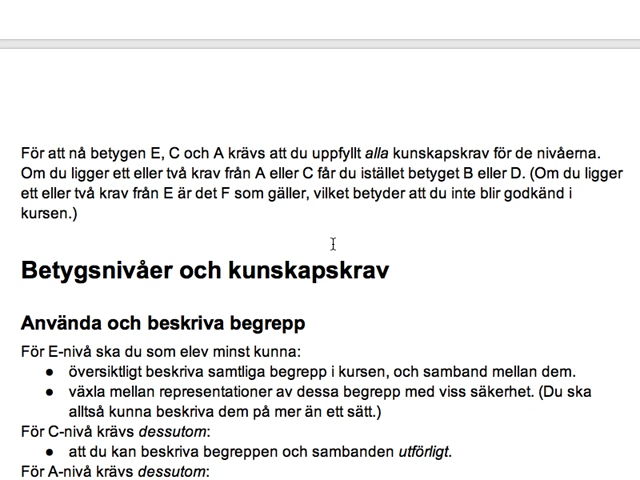 För att nå betygen E, C och A krävs att du uppfyllt alla kunskapskrav för de nivåerna.
Om du ligger ett eller två krav från A eller C får du istället betyget B eller D. (Om du ligger
ett eller två krav från E är det F som gäller, vilket betyder att du inte blir godkänd i
kursen.)
Betygsnivåer och kunskapskrav
Använda och beskriva begrepp
För E-nivå ska du som elev minst kunna:
● översiktligt beskriva samtliga begrepp i kursen, och samband mellan dem.
● växla mellan representationer av dessa begrepp med viss säkerhet. (Du ska
alltså kunna beskriva dem på mer än ett sätt.)
För C-nivå krävs dessutom:
● att du kan beskriva begreppen och sambanden utförligt.
För A-nivå krävs dessutom: